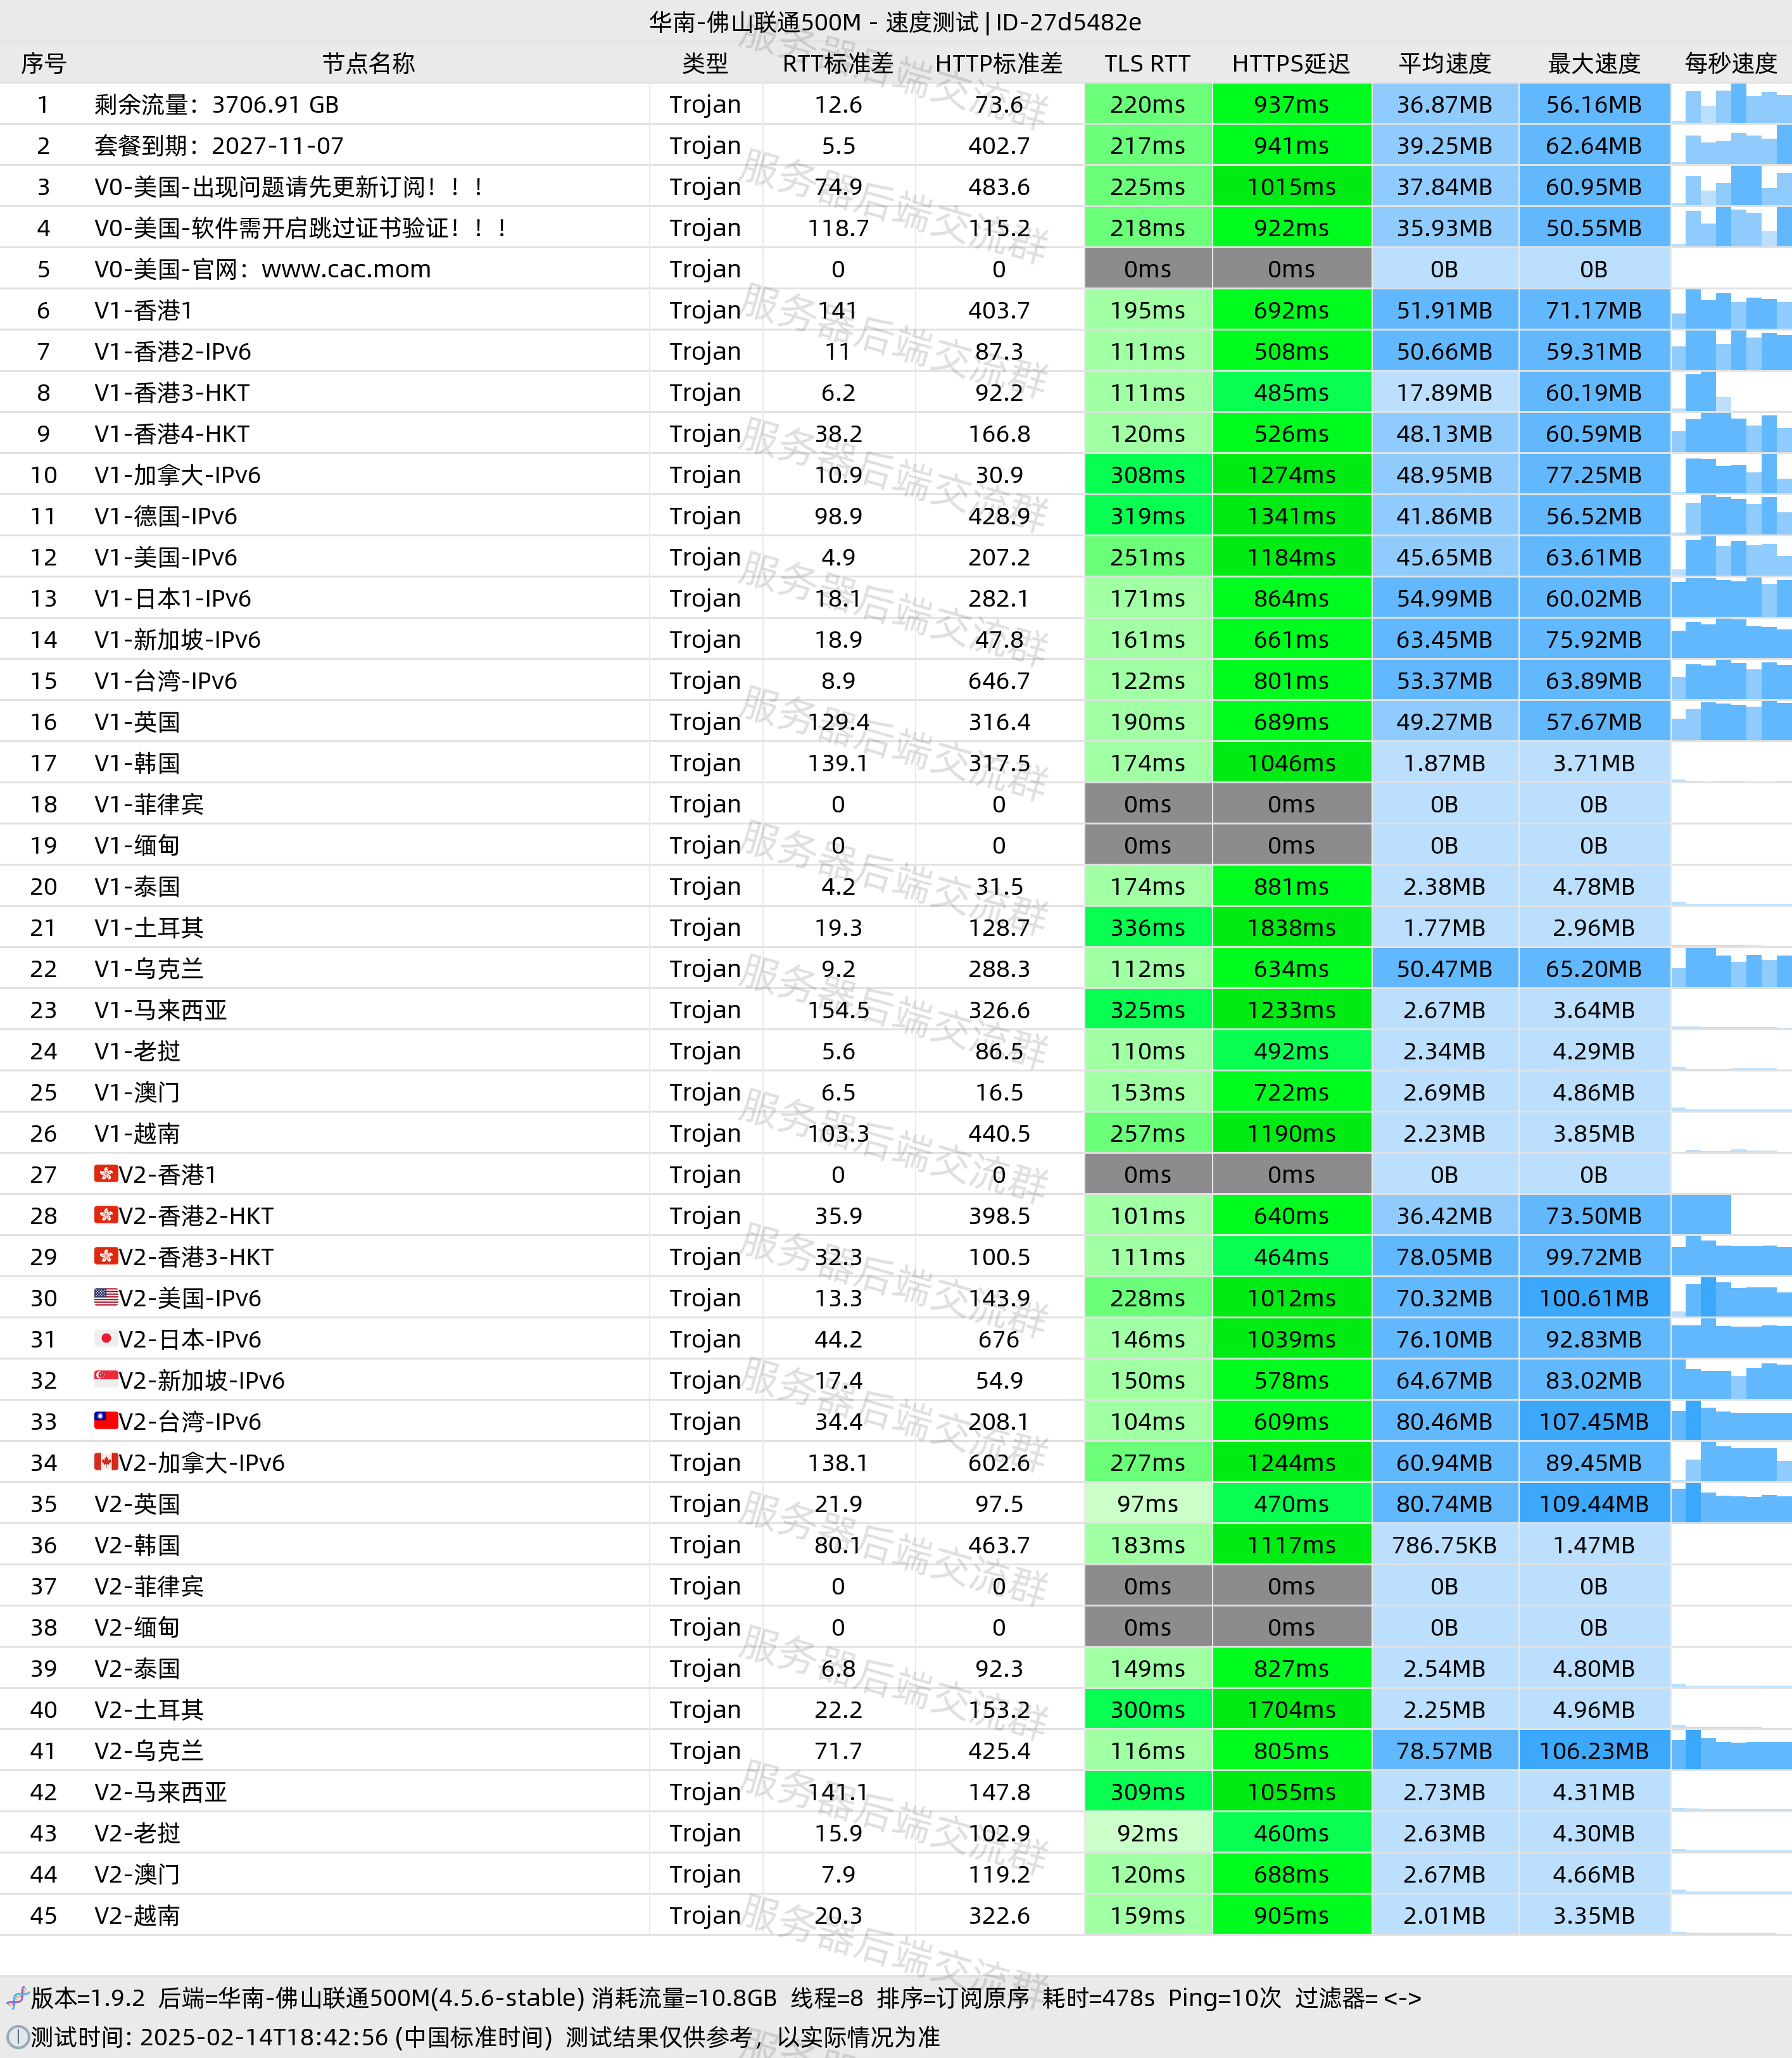 华南-佛山联通500M - 速度测试 | ID-27d5482e
序号 节点名称 类型 RTT标准差 HTTP标准差 TLS RTT HTTPS延迟 平均速度 最大速度 每秒速度
1 剩余流量：3706.91 GB Trojan 12.6 73.6 220ms 937ms 36.87MB 56.16MB
2 套餐到期：2027-11-07 Trojan 5.5 402.7 217ms 941ms 39.25MB 62.64MB
3 V0-美国-出现问题请先更新订阅！！！ Trojan 74.9 483.6 225ms 1015ms 37.84MB 60.95MB
4 V0-美国-软件需开启跳过证书验证！！！ Trojan 118.7 115.2 218ms 922ms 35.93MB 50.55MB
5 V0-美国-官网：www.cac.mom Trojan 0 0 0ms 0ms 0B 0B
6 V1-香港1 Trojan 141 403.7 195ms 692ms 51.91MB 71.17MB
7 V1-香港2-IPv6 Trojan 11 87.3 111ms 508ms 50.66MB 59.31MB
8 V1-香港3-HKT Trojan 6.2 92.2 111ms 485ms 17.89MB 60.19MB
9 V1-香港4-HKT Trojan 38.2 166.8 120ms 526ms 48.13MB 60.59MB
10 V1-加拿大-IPv6 Trojan 10.9 30.9 308ms 1274ms 48.95MB 77.25MB
11 V1-德国-IPv6 Trojan 98.9 428.9 319ms 1341ms 41.86MB 56.52MB
12 V1-美国-IPv6 Trojan 4.9 207.2 251ms 1184ms 45.65MB 63.61MB
13 V1-日本1-IPv6 Trojan 18.1 282.1 171ms 864ms 54.99MB 60.02MB
14 V1-新加坡-IPv6 Trojan 18.9 47.8 161ms 661ms 63.45MB 75.92MB
15 V1-台湾-IPv6 Trojan 8.9 646.7 122ms 801ms 53.37MB 63.89MB
16 V1-英国 Trojan 129.4 316.4 190ms 689ms 49.27MB 57.67MB
17 V1-韩国 Trojan 139.1 317.5 174ms 1046ms 1.87MB 3.71MB
18 V1-菲律宾 Trojan 0 0 0ms 0ms 0B 0B
19 V1-缅甸 Trojan 0 0 0ms 0ms 0B 0B
20 V1-泰国 Trojan 4.2 31.5 174ms 881ms 2.38MB 4.78MB
21 V1-土耳其 Trojan 19.3 128.7 336ms 1838ms 1.77MB 2.96MB
22 V1-乌克兰 Trojan 9.2 288.3 112ms 634ms 50.47MB 65.20MB
23 V1-马来西亚 Trojan 154.5 326.6 325ms 1233ms 2.67MB 3.64MB
24 V1-老挝 Trojan 5.6 86.5 110ms 492ms 2.34MB 4.29MB
25 V1-澳门 Trojan 6.5 16.5 153ms 722ms 2.69MB 4.86MB
26 V1-越南 Trojan 103.3 440.5 257ms 1190ms 2.23MB 3.85MB
27 🇭🇰V2-香港1 Trojan 0 0 0ms 0ms 0B 0B
28 🇭🇰V2-香港2-HKT Trojan 35.9 398.5 101ms 640ms 36.42MB 73.50MB
29 🇭🇰V2-香港3-HKT Trojan 32.3 100.5 111ms 464ms 78.05MB 99.72MB
30 🇺🇸V2-美国-IPv6 Trojan 13.3 143.9 228ms 1012ms 70.32MB 100.61MB
31 🇯🇵V2-日本-IPv6 Trojan 44.2 676 146ms 1039ms 76.10MB 92.83MB
32 🇸🇬V2-新加坡-IPv6 Trojan 17.4 54.9 150ms 578ms 64.67MB 83.02MB
33 🇹🇼V2-台湾-IPv6 Trojan 34.4 208.1 104ms 609ms 80.46MB 107.45MB
34 🇨🇦V2-加拿大-IPv6 Trojan 138.1 602.6 277ms 1244ms 60.94MB 89.45MB
35 V2-英国 Trojan 21.9 97.5 97ms 470ms 80.74MB 109.44MB
36 V2-韩国 Trojan 80.1 463.7 183ms 1117ms 786.75KB 1.47MB
37 V2-菲律宾 Trojan 0 0 0ms 0ms 0B 0B
38 V2-缅甸 Trojan 0 0 0ms 0ms 0B 0B
39 V2-泰国 Trojan 6.8 92.3 149ms 827ms 2.54MB 4.80MB
40 V2-土耳其 Trojan 22.2 153.2 300ms 1704ms 2.25MB 4.96MB
41 V2-乌克兰 Trojan 71.7 425.4 116ms 805ms 78.57MB 106.23MB
42 V2-马来西亚 Trojan 141.1 147.8 309ms 1055ms 2.73MB 4.31MB
43 V2-老挝 Trojan 15.9 102.9 92ms 460ms 2.63MB 4.30MB
44 V2-澳门 Trojan 7.9 119.2 120ms 688ms 2.67MB 4.66MB
45 V2-越南 Trojan 20.3 322.6 159ms 905ms 2.01MB 3.35MB
版本=1.9.2 后端=华南-佛山联通500M(4.5.6-stable) 消耗流量=10.8GB 线程=8 排序=订阅原序 耗时=478s Ping=10次 过滤器= <->
测试时间: 2025-02-14T18:42:56 (中国标准时间) 测试结果仅供参考，以实际情况为准
服务器后端交流群